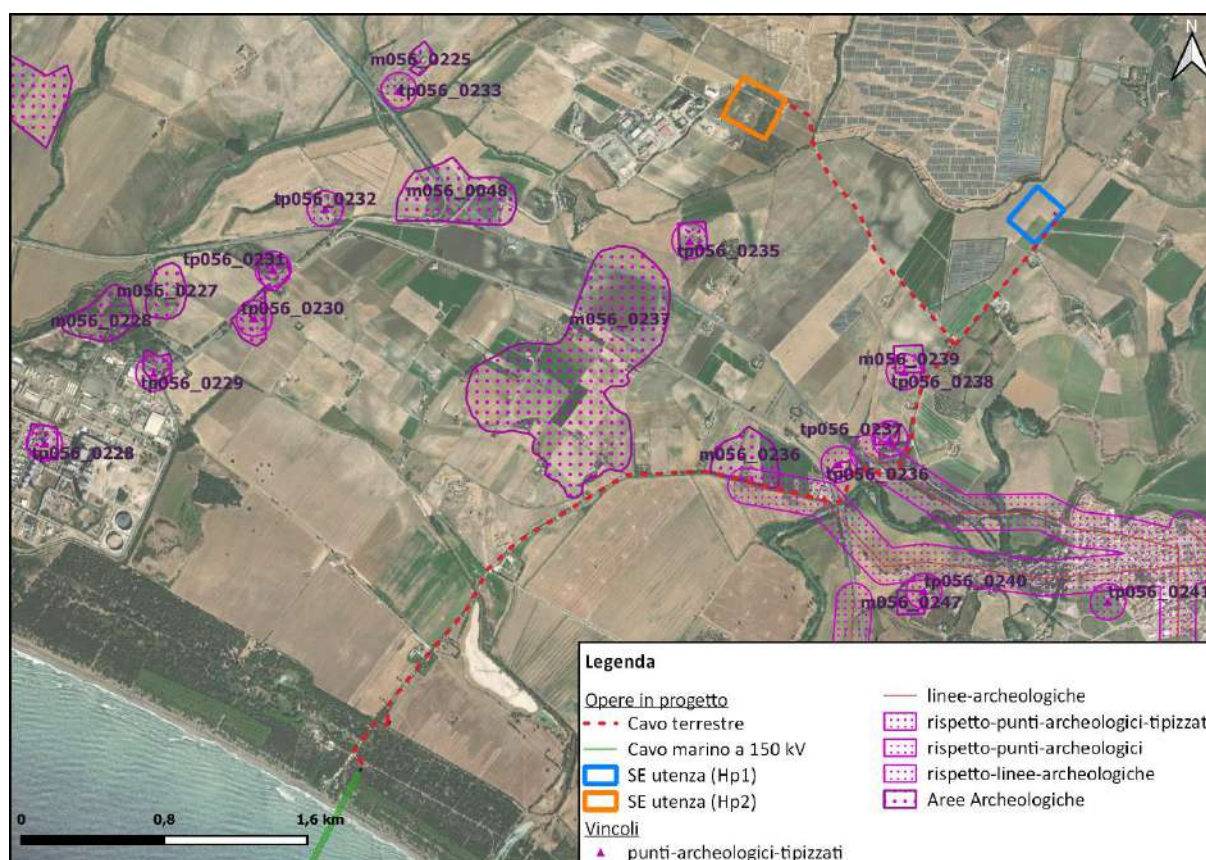 N
m056_0225
tp056_0233
m056_0048
tp056_0232
tp056_0235
tp056_0231
m056_0227
tp056_0230
m056_0228
m056_0237
m056_0239
tp056_0238
tp056_0229
tp056_0237
tp056_0228
m056_0236
tp056_0236
tp056_0240
m056_0247
tp056_0241
Legenda
Opere in progetto
Cavo terrestre
Cavo marino a 150 kV
SE utenza (Hp1)
SE utenza (Hp2)
Vincoli
punti-archeologici-tipizzati
linee-archeologiche
rispetto-punti-archeologici-tipizzati
rispetto-punti-archeologici
rispetto-linee-archeologiche
Aree Archeologiche
0 0,8 1,6 km